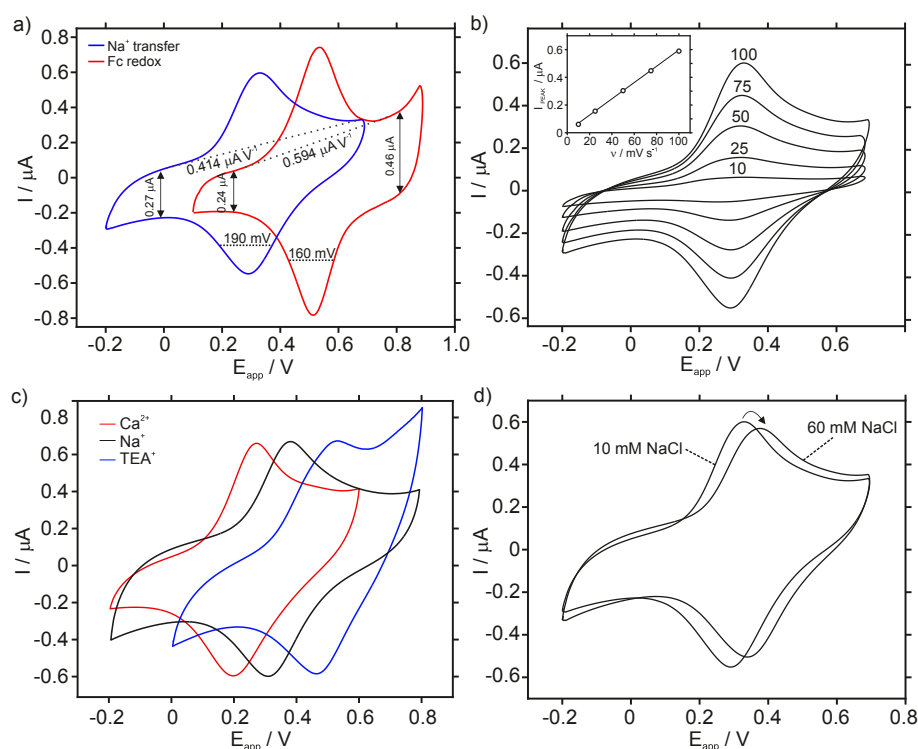 a)
Na⁺ transfer
Fc redox
I / µA
0.8
0.6
0.4
0.2
0
-0.2
-0.4
-0.6
-0.8
0.27 µA
0.414 µA V⁻¹
0.24 µA
0.594 µA V⁻¹
0.46 µA
190 mV
160 mV
-0.2 0 0.2 0.4 0.6 0.8 1.0
E_app / V
b)
I / µA
0.8
0.6
0.4
0.2
0
-0.2
-0.4
-0.6
I_PEAK / µA
0.6
0.4
0.2
0
0 20 40 60 80 100
ν / mV s⁻¹
100
75
50
25
10
-0.2 0 0.2 0.4 0.6 0.8
E_app / V
c)
Ca²⁺
Na⁺
TEA⁺
I / µA
0.8
0.6
0.4
0.2
0
-0.2
-0.4
-0.6
-0.2 0 0.2 0.4 0.6 0.8
E_app / V
d)
I / µA
0.6
0.4
0.2
0
-0.2
-0.4
-0.6
10 mM NaCl
60 mM NaCl
-0.2 0 0.2 0.4 0.6 0.8
E_app / V